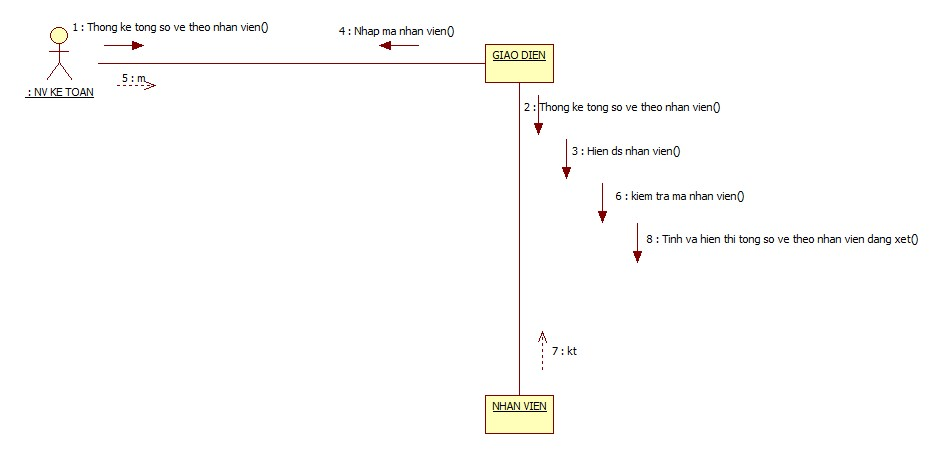 1 : Thong ke tong so ve theo nhan vien()
4 : Nhap ma nhan vien()
GIAO DIEN
5 : m
: NV KE TOAN
2 : Thong ke tong so ve theo nhan vien()
3 : Hien ds nhan vien()
6 : kiem tra ma nhan vien()
8 : Tinh va hien thi tong so ve theo nhan vien dang xet()
7 : kt
NHAN VIEN